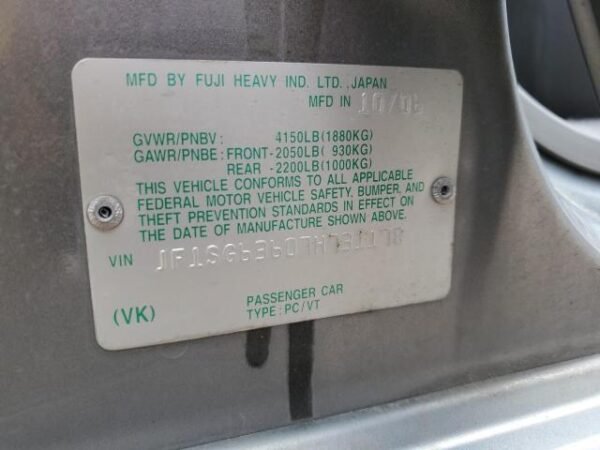 MFD BY FUJI HEAVY IND. LTD., JAPAN
MFD IN 10/06
GVWR/PNBV: 4150LB(1880KG)
GAWR/PNBE: FRONT-2050LB( 930KG)
REAR -2200LB(1000KG)
THIS VEHICLE CONFORMS TO ALL APPLICABLE
FEDERAL MOTOR VEHICLE SAFETY, BUMPER, AND
THEFT PREVENTION STANDARDS IN EFFECT ON
THE DATE OF MANUFACTURE SHOWN ABOVE.
VIN
(VK)
PASSENGER CAR
TYPE: PC/VT